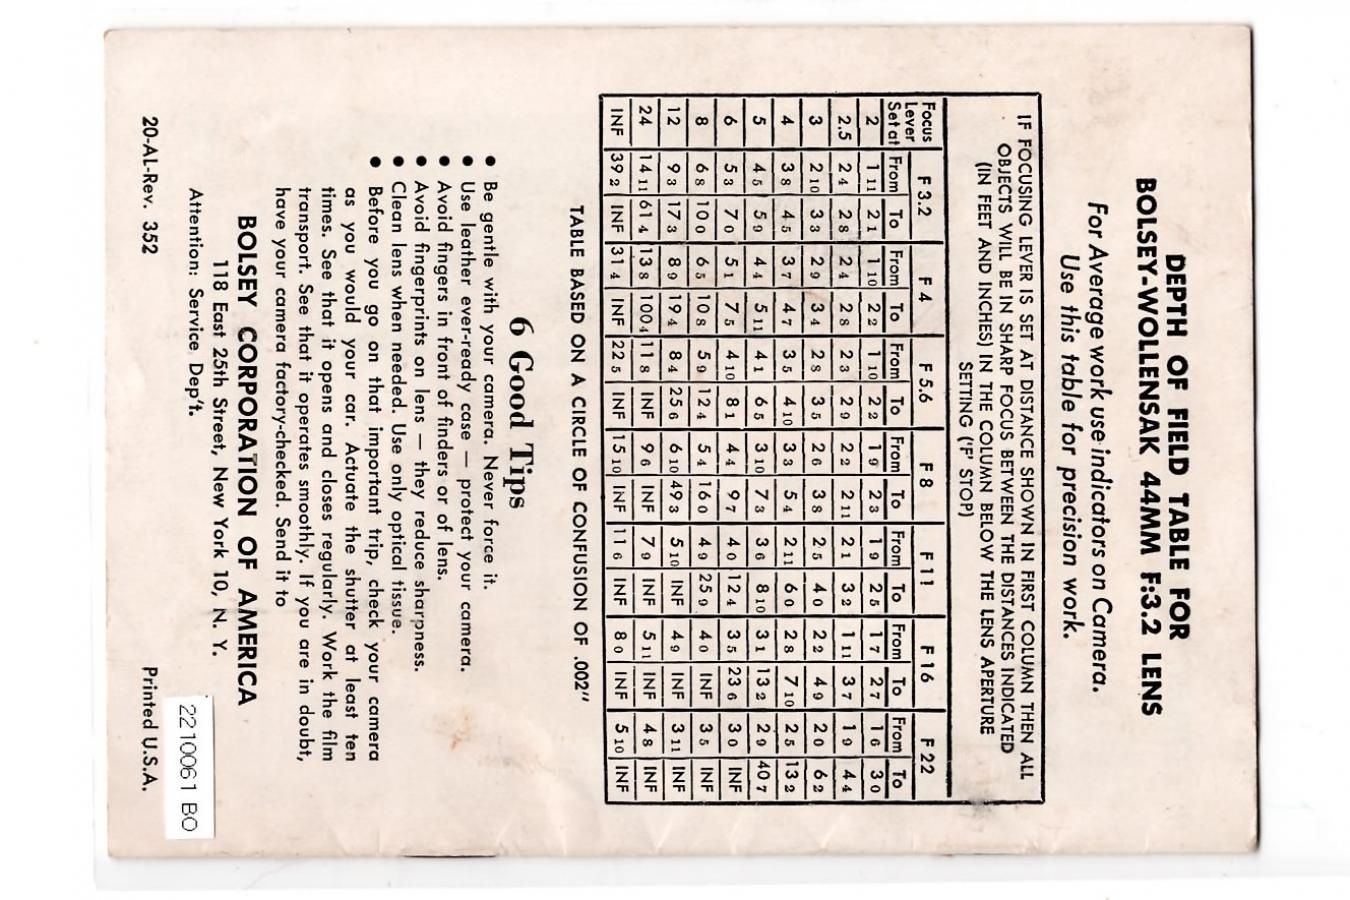 DEPTH OF FIELD TABLE FOR
BOLSEY-WOLLENSAK 44MM F:3.2 LENS
For Average work use indicators on Camera.
Use this table for precision work.
IF FOCUSING LEVER IS SET AT DISTANCE SHOWN IN FIRST COLUMN THEN ALL
OBJECTS WILL BE IN SHARP FOCUS BETWEEN THE DISTANCES INDICATED
(IN FEET AND INCHES) IN THE COLUMN BELOW THE LENS APERTURE
SETTING ('F' STOP)
Focus Lever Set at F 3.2 F 4 F 5.6 F 8 F 11 F 16 F 22
From To From To From To From To From To From To From To
2 1 11 2 1 1 10 2 2 1 10 2 2 1 9 2 3 1 9 2 5 1 7 2 7 1 6 3 0
2.5 2 4 2 8 2 4 2 8 2 3 2 9 2 2 2 11 2 1 3 2 1 11 3 7 1 9 4 4
3 2 10 3 3 2 9 3 4 2 8 3 5 2 6 3 8 2 5 4 0 2 2 4 9 2 0 6 2
4 3 8 4 5 3 7 4 7 3 5 4 10 3 3 5 4 2 11 6 0 2 8 7 10 2 5 13 2
5 4 5 5 9 4 4 5 11 4 1 6 5 3 10 7 3 3 6 8 10 3 1 13 2 2 9 40 7
6 5 3 7 0 5 1 7 5 4 10 8 1 4 4 9 7 4 0 12 4 3 5 23 6 3 0 INF
8 6 8 10 0 6 5 10 8 5 9 12 4 5 4 16 0 4 9 25 9 4 0 INF 3 5 INF
12 9 3 17 3 8 9 19 4 8 4 25 6 6 10 49 3 5 10 INF 4 9 INF 3 11 INF
24 14 11 61 4 13 8 100 4 11 8 INF 9 6 INF 7 9 INF 5 11 INF 4 8 INF
INF 39 2 INF 31 4 INF 22 5 INF 15 10 INF 11 6 INF 8 0 INF 5 10 INF
TABLE BASED ON A CIRCLE OF CONFUSION OF .002"
6 Good Tips
● Be gentle with your camera. Never force it.
● Use leather ever-ready case — protect your camera.
● Avoid fingers in front of finders or of lens.
● Avoid fingerprints on lens — they reduce sharpness.
● Clean lens when needed. Use only optical tissue.
● Before you go on that important trip, check your camera
as you would your car. Actuate the shutter at least ten
times. See that it opens and closes regularly. Work the film
transport. See that it operates smoothly. If you are in doubt,
have your camera factory-checked. Send it to
BOLSEY CORPORATION OF AMERICA
118 East 25th Street, New York 10, N. Y.
Attention: Service Dep't.
20-AL-Rev. 352 Printed U.S.A.
2210061 BO